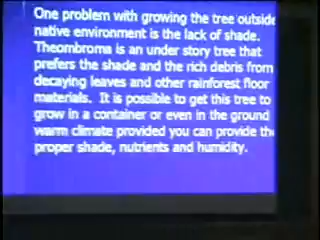 One problem with growing the tree outside
native environment is the lack of shade.
Theombroma is an under story tree that
prefers the shade and the rich debris from
decaying leaves and other rainforest floor
materials. It is possible to get this tree to
grow in a container or even in the ground
warm climate provided you can provide the
proper shade, nutrients and humidity.